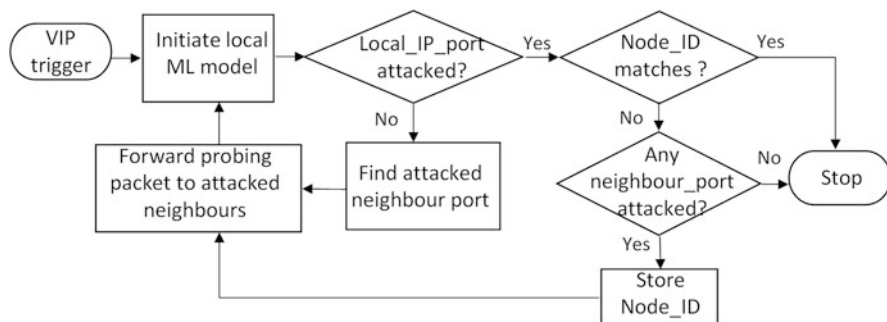 VIP
trigger
Initiate local
ML model
Local_IP_port
attacked?
Yes
Node_ID
matches ?
Yes
No
No
Forward probing
packet to attacked
neighbours
Find attacked
neighbour port
Any
neighbour_port
attacked?
No
Stop
Yes
Store
Node_ID